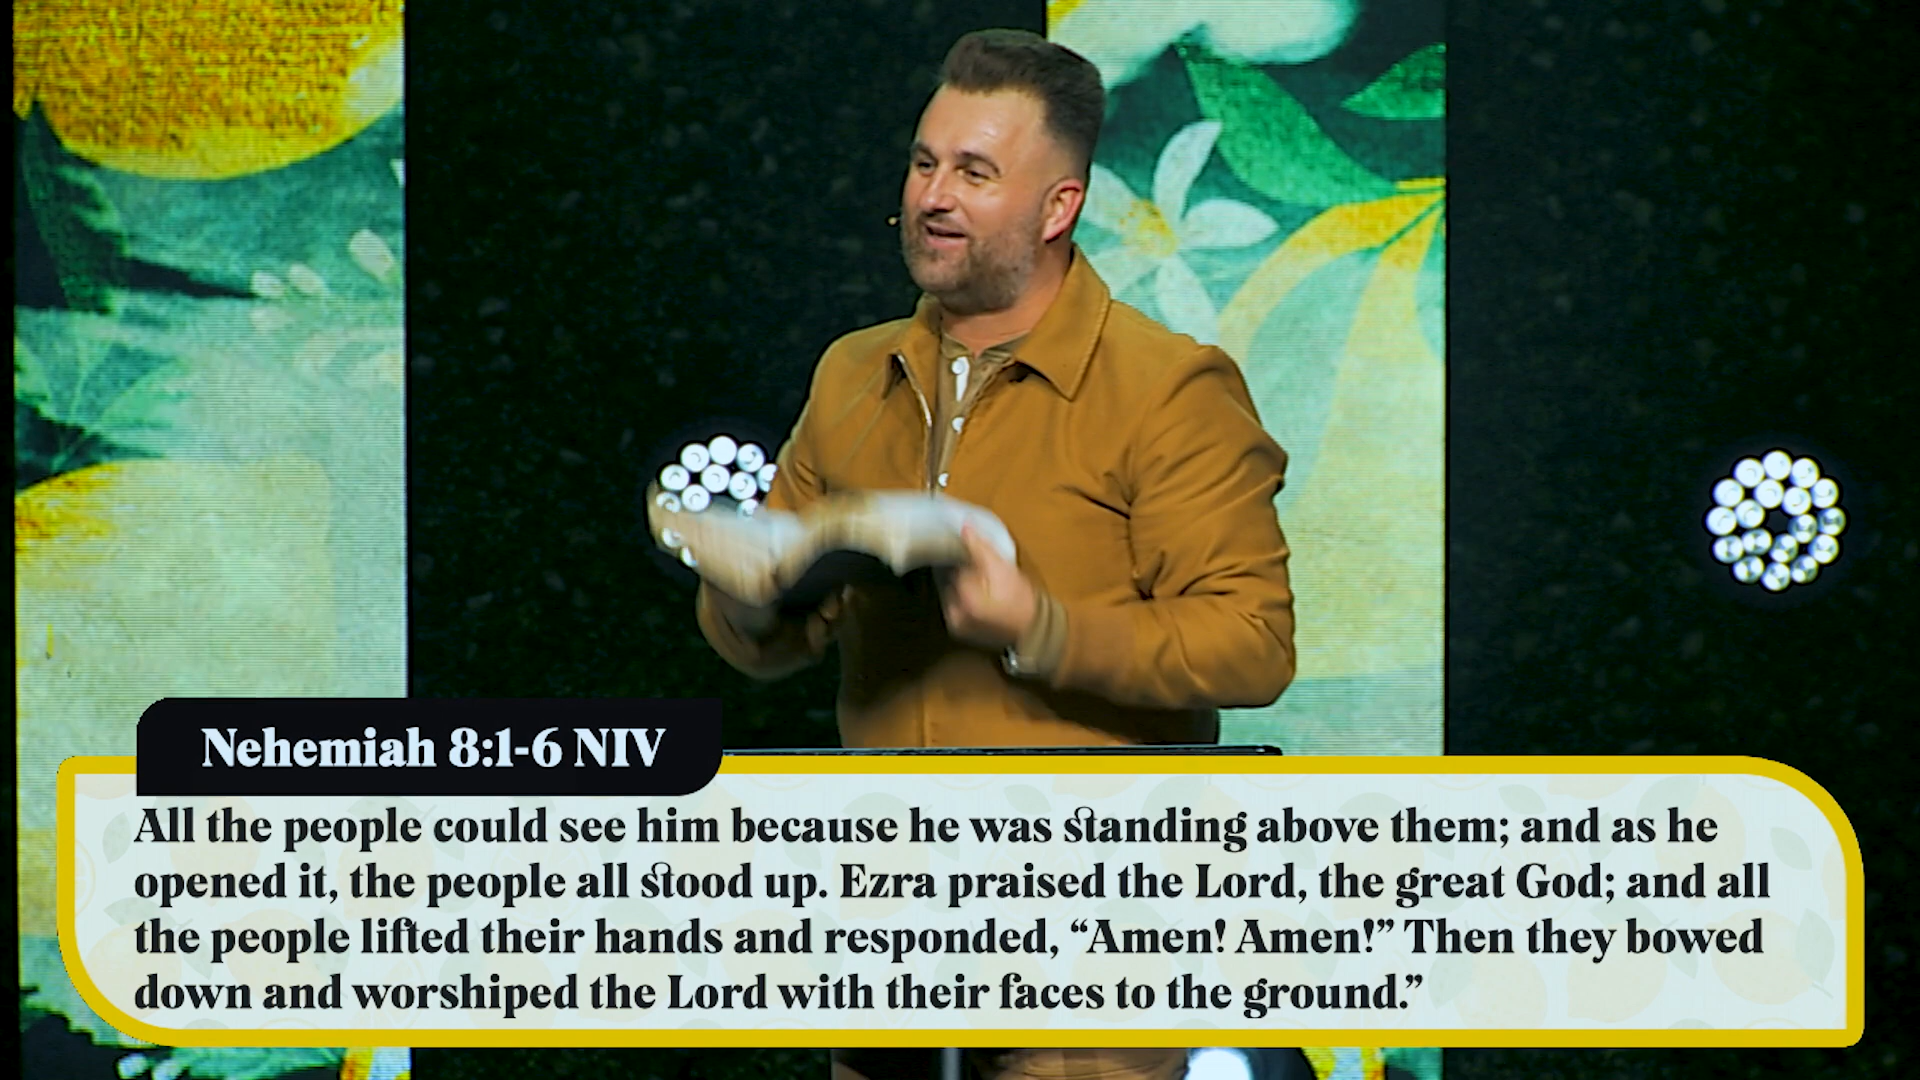 Nehemiah 8:1-6 NIV
All the people could see him because he was standing above them; and as he
opened it, the people all stood up. Ezra praised the Lord, the great God; and all
the people lifted their hands and responded, “Amen! Amen!” Then they bowed
down and worshiped the Lord with their faces to the ground.”